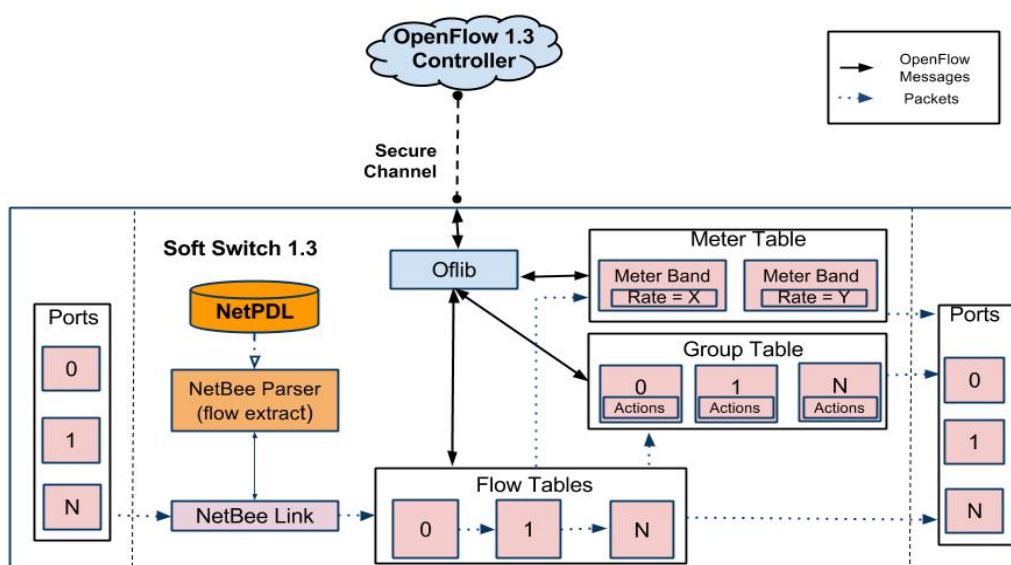 OpenFlow 1.3
Controller
OpenFlow
Messages
Packets
Secure
Channel
Soft Switch 1.3
Oflib
Meter Table
Meter Band
Rate = X
Meter Band
Rate = Y
NetPDL
Ports
0
1
N
NetBee Parser
(flow extract)
NetBee Link
Group Table
0
Actions
1
Actions
N
Actions
Flow Tables
0
1
N
Ports
0
1
N